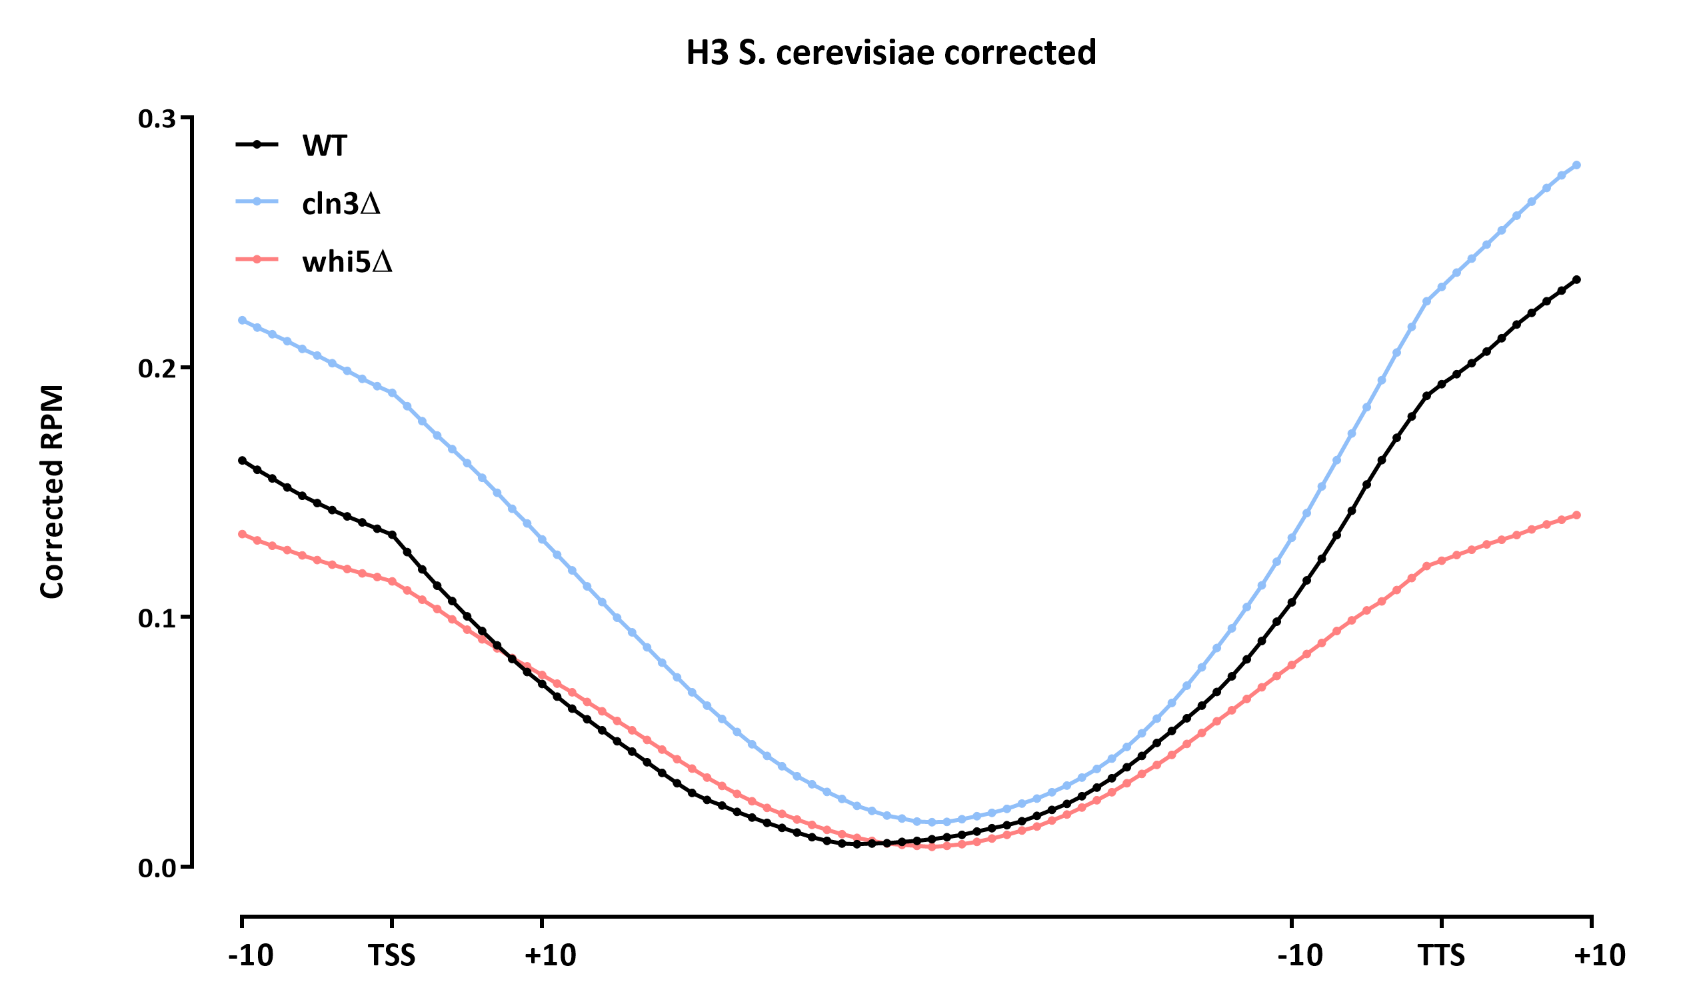 H3 S. cerevisiae corrected
0.3
WT
cln3Δ
whi5Δ
0.2
Corrected RPM
0.1
0.0
-10 TSS +10 -10 TTS +10